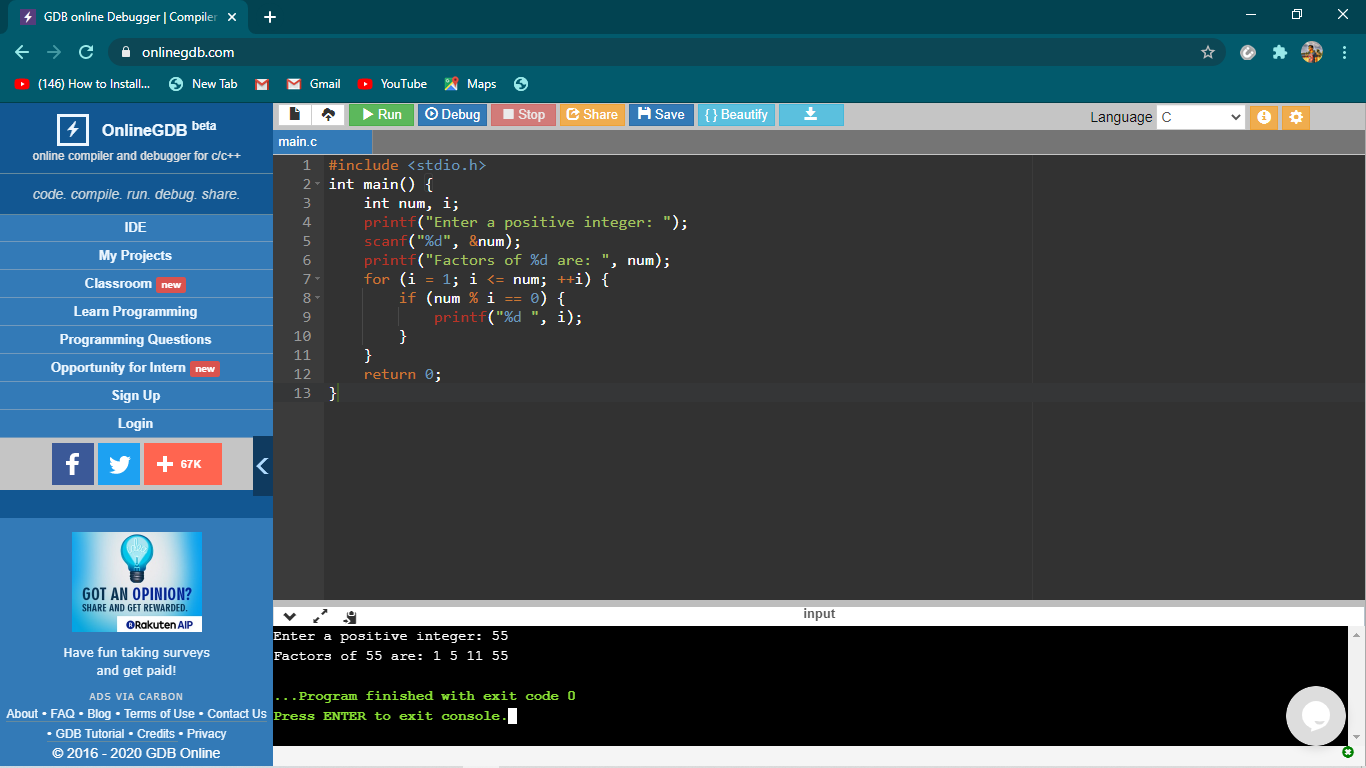 GDB online Debugger | Compiler
onlinegdb.com
(146) How to Install...
New Tab
Gmail
YouTube
Maps
OnlineGDB beta
online compiler and debugger for c/c++
code. compile. run. debug. share.
IDE
My Projects
Classroom new
Learn Programming
Programming Questions
Opportunity for Intern new
Sign Up
Login
f
+ 67K
GOT AN OPINION?
SHARE AND GET REWARDED.
Rakuten AIP
Have fun taking surveys
and get paid!
ADS VIA CARBON
About • FAQ • Blog • Terms of Use • Contact Us
• GDB Tutorial • Credits • Privacy
© 2016 - 2020 GDB Online
Run Debug Stop Share Save { } Beautify
Language C
main.c
1 #include <stdio.h>
2 int main() {
3     int num, i;
4     printf("Enter a positive integer: ");
5     scanf("%d", &num);
6     printf("Factors of %d are: ", num);
7     for (i = 1; i <= num; ++i) {
8         if (num % i == 0) {
9             printf("%d ", i);
10         }
11     }
12     return 0;
13 }
input
Enter a positive integer: 55
Factors of 55 are: 1 5 11 55
...Program finished with exit code 0
Press ENTER to exit console.